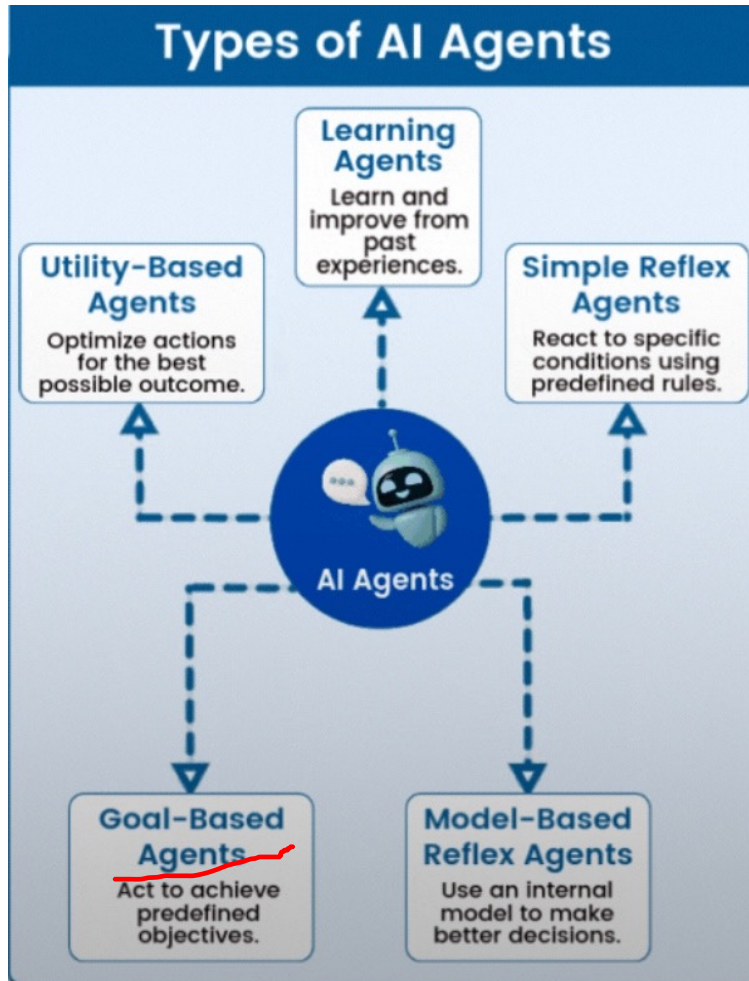 Types of AI Agents
Learning
Agents
Learn and
improve from
past
experiences.
Utility-Based
Agents
Optimize actions
for the best
possible outcome.
Simple Reflex
Agents
React to specific
conditions using
predefined rules.
AI Agents
Goal-Based
Agents
Act to achieve
predefined
objectives.
Model-Based
Reflex Agents
Use an internal
model to make
better decisions.